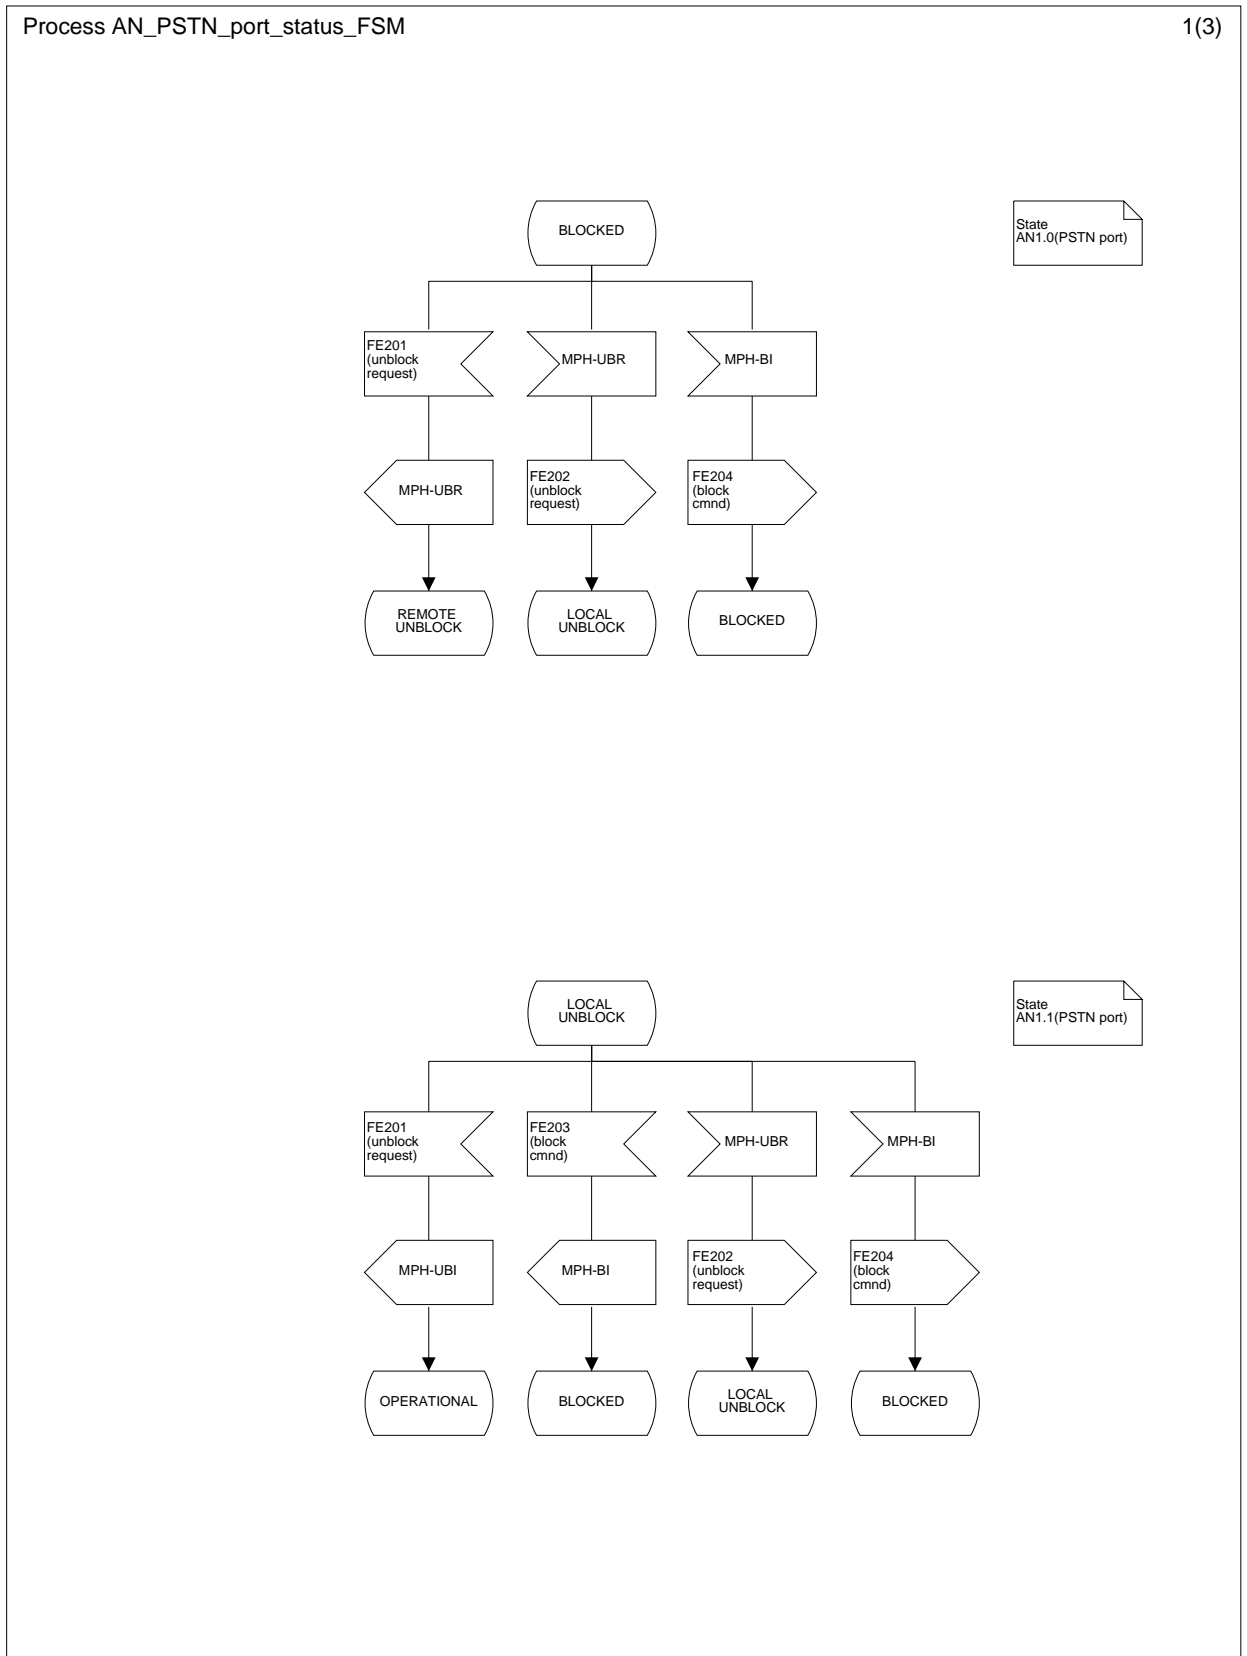 Process AN_PSTN_port_status_FSM
1(3)
BLOCKED
State
AN1.0(PSTN port)
FE201
(unblock
request)
MPH-UBR
MPH-BI
MPH-UBR
FE202
(unblock
request)
FE204
(block
cmnd)
REMOTE
UNBLOCK
LOCAL
UNBLOCK
BLOCKED
LOCAL
UNBLOCK
State
AN1.1(PSTN port)
FE201
(unblock
request)
FE203
(block
cmnd)
MPH-UBR
MPH-BI
MPH-UBI
MPH-BI
FE202
(unblock
request)
FE204
(block
cmnd)
OPERATIONAL
BLOCKED
LOCAL
UNBLOCK
BLOCKED